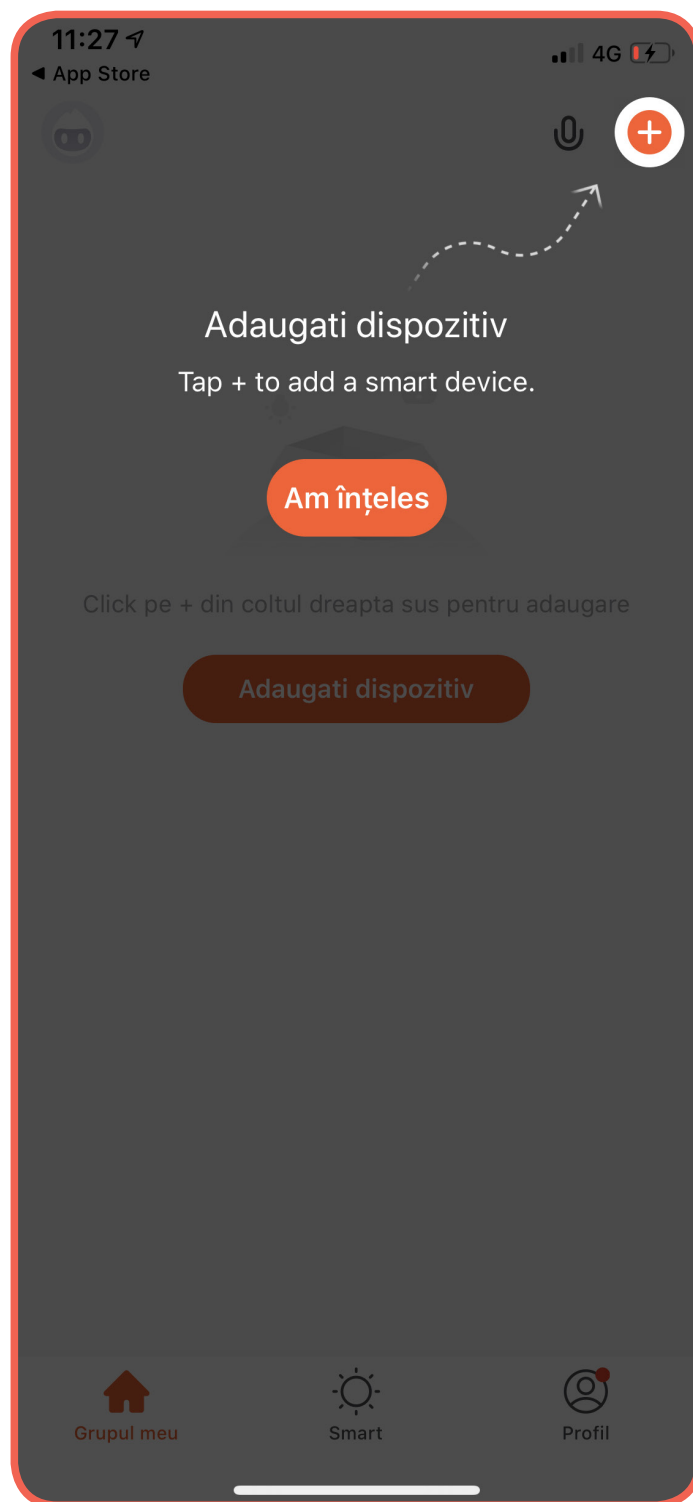 11:27
App Store
4G
Adaugati dispozitiv
Tap + to add a smart device.
Am înțeles
Click pe + din coltul dreapta sus pentru adaugare
Adaugati dispozitiv
Grupul meu
Smart
Profil